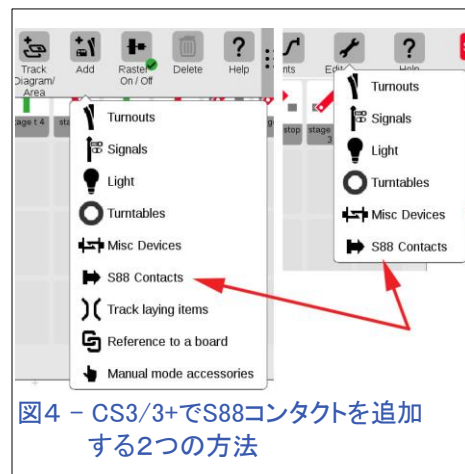 Track Diagram/ Area
Add
Raster On / Off
Delete
Help
nts
Edit
Help
tage t 4
sta
stop
stage 3
Turnouts
Signals
Light
Turntables
Misc Devices
S88 Contacts
Track laying items
Reference to a board
Manual mode accessories
Turnouts
Signals
Light
Turntables
Misc Devices
S88 Contacts
図4 － CS3/3+でS88コンタクトを追加
する2つの方法